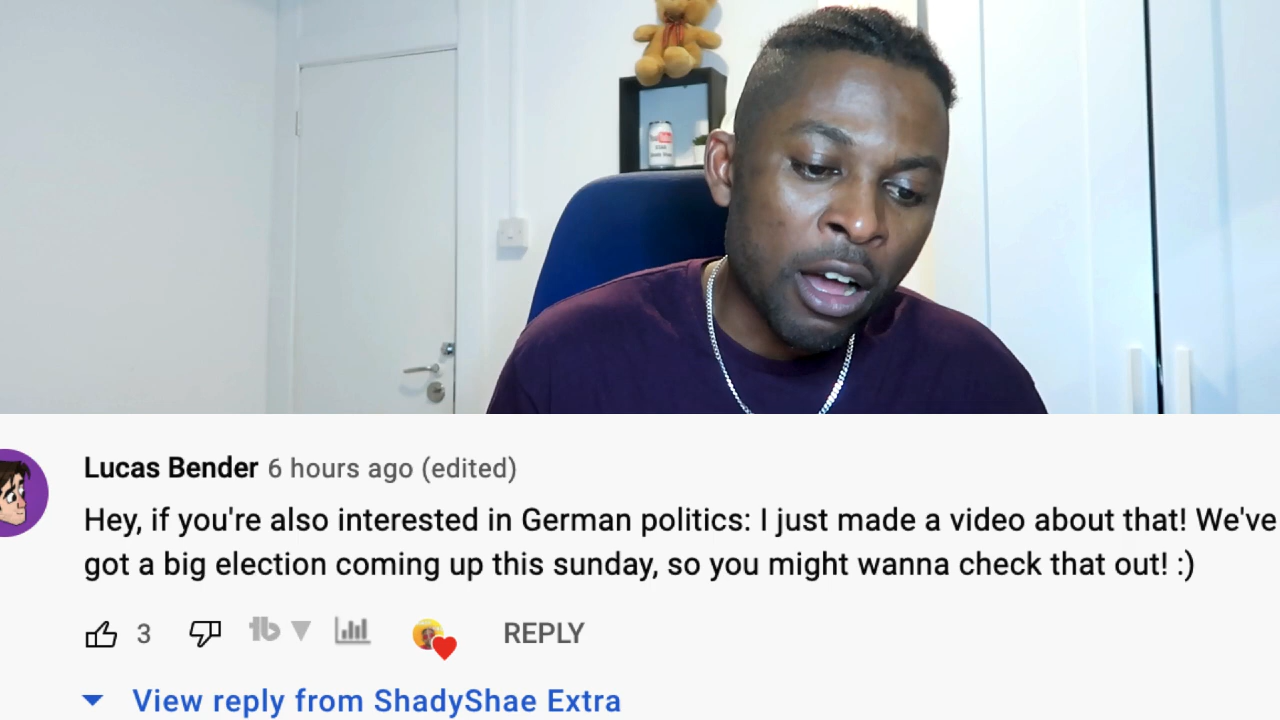 Lucas Bender 6 hours ago (edited)
Hey, if you're also interested in German politics: I just made a video about that! We've
got a big election coming up this sunday, so you might wanna check that out! :)
3
REPLY
View reply from ShadyShae Extra